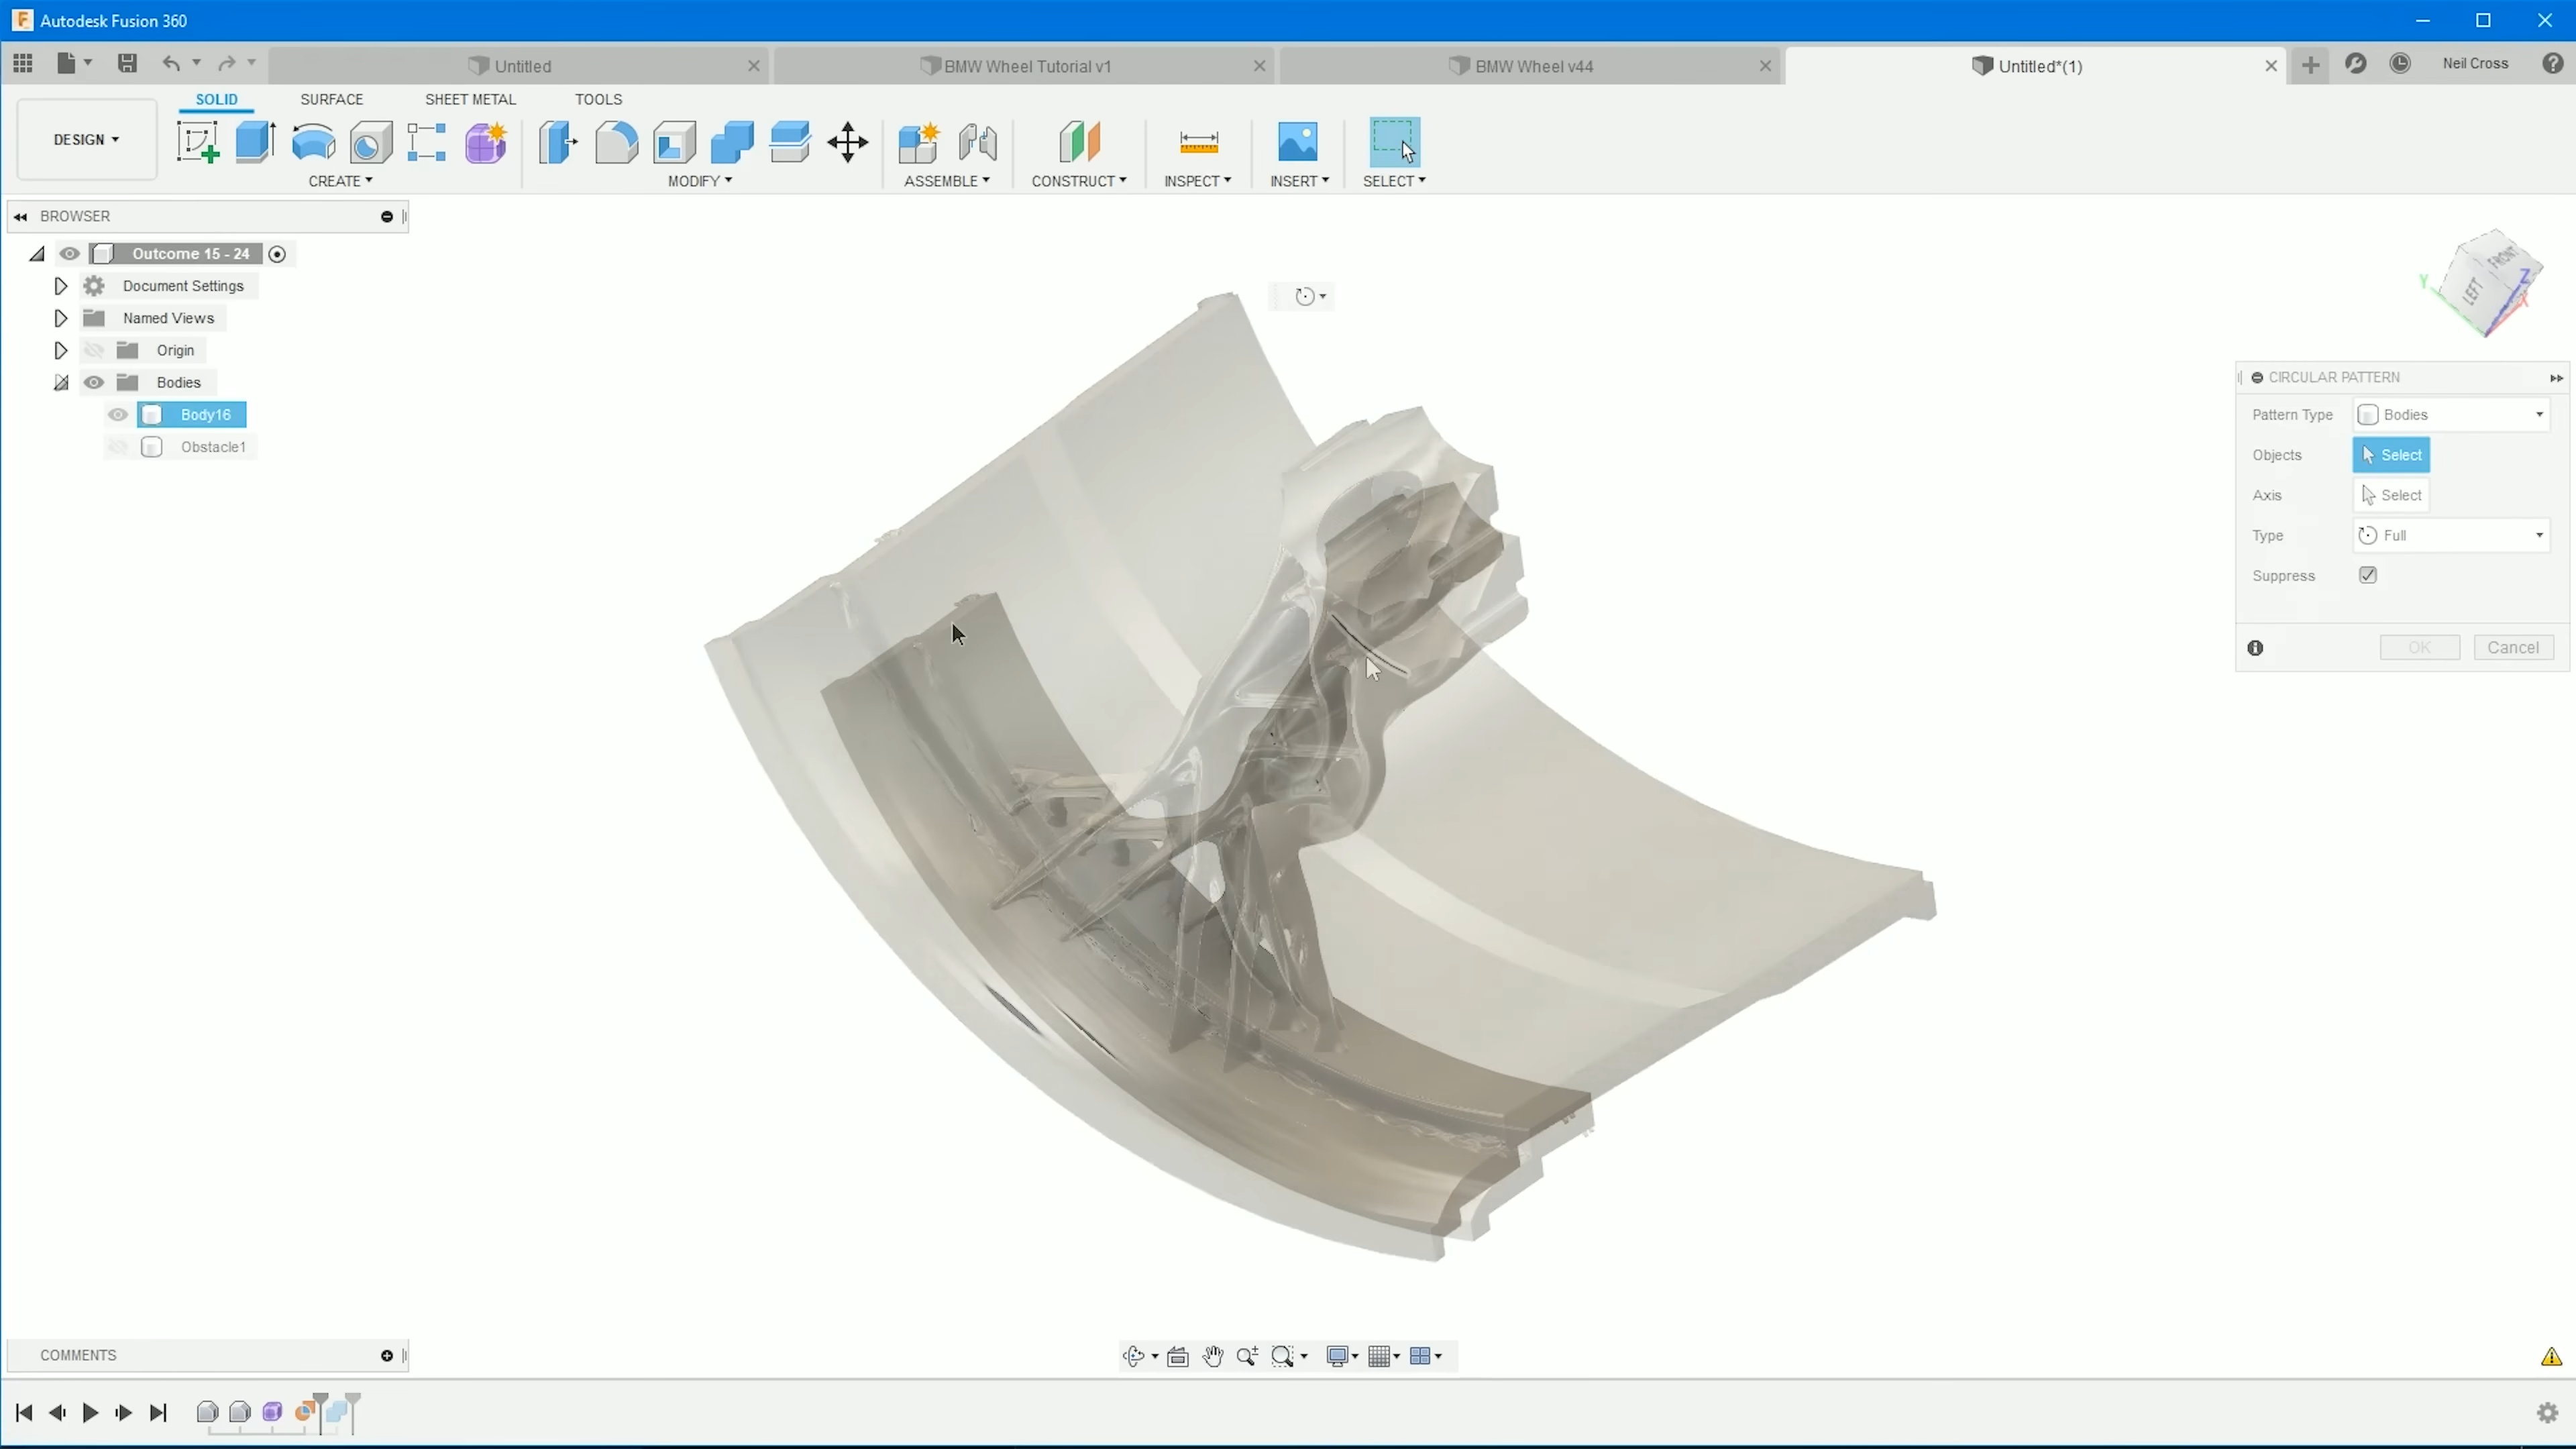 Autodesk Fusion 360
Untitled
BMW Wheel Tutorial v1
BMW Wheel v44
Untitled*(1)
Neil Cross
SOLID
SURFACE
SHEET METAL
TOOLS
DESIGN
CREATE
MODIFY
ASSEMBLE
CONSTRUCT
INSPECT
INSERT
SELECT
BROWSER
Outcome 15 - 24
Document Settings
Named Views
Origin
Bodies
Body16
Obstacle1
FRONT
LEFT
Y
Z
X
CIRCULAR PATTERN
Pattern Type
Bodies
Objects
Select
Axis
Select
Type
Full
Suppress
OK
Cancel
COMMENTS